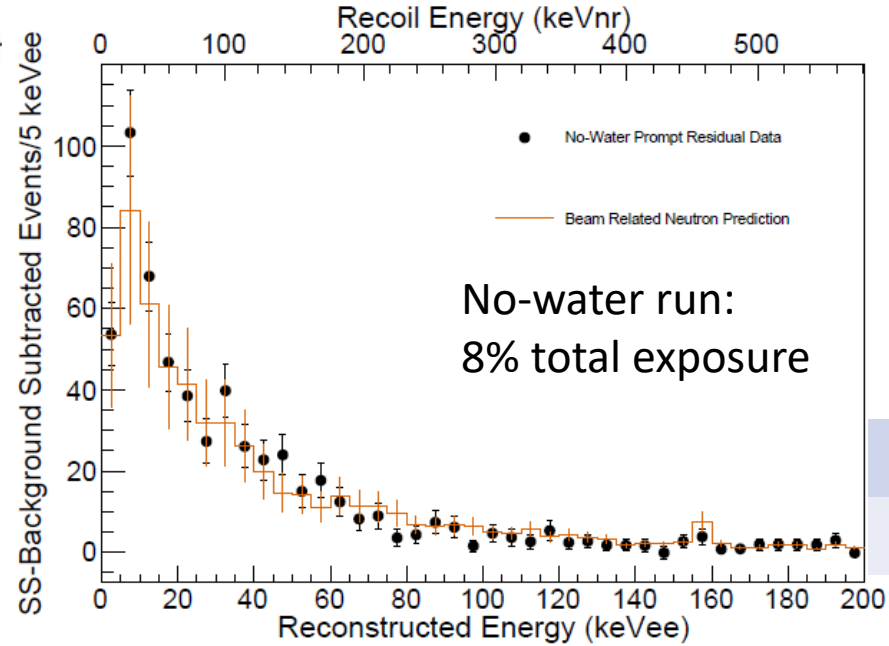 Recoil Energy (keVnr)
0 100 200 300 400 500
SS-Background Subtracted Events/5 keVee
100
80
60
40
20
0
No-Water Prompt Residual Data
Beam Related Neutron Prediction
No-water run:
8% total exposure
0 20 40 60 80 100 120 140 160 180 200
Reconstructed Energy (keVee)